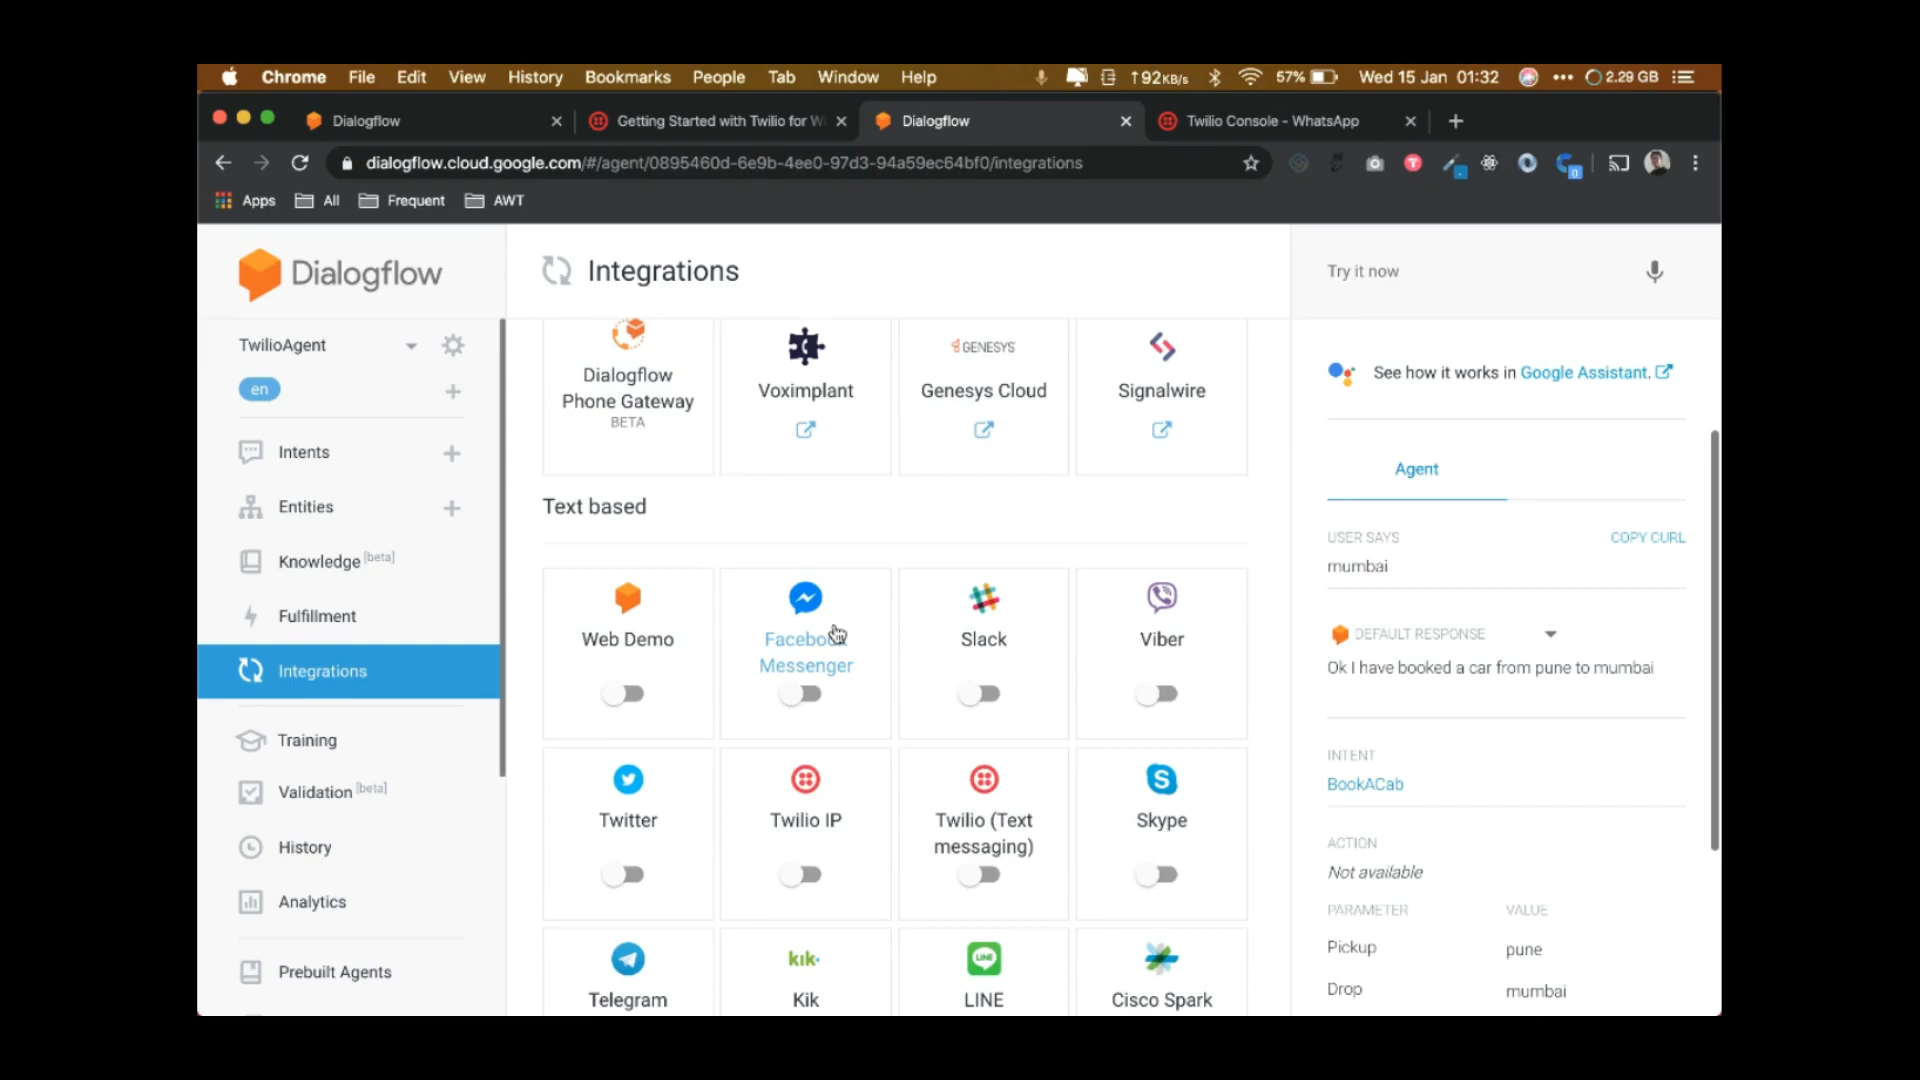 Chrome File Edit View History Bookmarks People Tab Window Help ↑92KB/s 57% Wed 15 Jan 01:32 ••• 2.29 GB
Dialogflow Getting Started with Twilio for W Dialogflow Twilio Console - WhatsApp
dialogflow.cloud.google.com/#/agent/0895460d-6e9b-4ee0-97d3-94a59ec64bf0/integrations
Apps All Frequent AWT
Dialogflow
TwilioAgent
en
Intents
Entities
Knowledge [beta]
Fulfillment
Integrations
Training
Validation [beta]
History
Analytics
Prebuilt Agents
Integrations
Dialogflow
Phone Gateway
BETA
Voximplant
GENESYS
Genesys Cloud
Signalwire
Text based
Web Demo
Facebook
Messenger
Slack
Viber
Twitter
Twilio IP
Twilio (Text
messaging)
Skype
Telegram
kik.
Kik
LINE
LINE
Cisco Spark
Try it now
See how it works in Google Assistant.
Agent
USER SAYS COPY CURL
mumbai
DEFAULT RESPONSE
Ok I have booked a car from pune to mumbai
INTENT
BookACab
ACTION
Not available
PARAMETER VALUE
Pickup pune
Drop mumbai